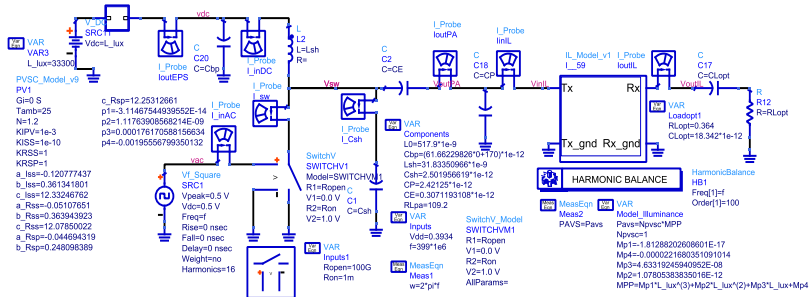 V_DC
SRC11
Vdc=L_lux
VAR
VAR3
L_lux=33300
PVSC_Model_v9
PV1
Gi=0 S
Tamb=25
N=1.2
KIPV=1e-3
KISS=1e-10
KRSS=1
KRSP=1
a_Iss=-0.120777437
b_Iss=0.361341801
c_Iss=12.33246762
a_Rss=-0.05107651
b_Rss=0.363943923
c_Rss=12.07850022
a_Rsp=-0.044694319
b_Rsp=0.248098389
c_Rsp=12.25312661
p1=-3.11467544939552E-14
p2=1.11763908568214E-09
p3=0.000176170588156634
p4=-0.00195556799350132
I_Probe
IoutEPS
vdc
C
C20
C=Cbp
I_Probe
I_inDC
L
L2
L=Lsh
R=
Vsw
I_Probe
I_sw
I_Probe
I_Csh
I_Probe
I_inAC
vac
Vf_Square
SRC1
Vpeak=0.5 V
Vdc=0.5 V
Freq=f
Rise=0 nsec
Fall=0 nsec
Delay=0 nsec
Weight=no
Harmonics=16
SwitchV
SWITCHV1
Model=SWITCHVM1
R1=Ropen
V1=0.0 V
R2=Ron
V2=1.0 V
C
C1
C=Csh
VAR
Inputs1
Ropen=100G
Ron=1m
C
C2
C=CE
I_Probe
IoutPA
VoutPA
C
C18
C=CP
I_Probe
IinIL
VinIL
VAR
Components
L0=517.9*1e-9
Cbp=(61.66229826*0+170)*1e-12
Lsh=31.8335096​6*1e-9
Csh=2.501956619*1e-12
CP=2.42125*1e-12
CE=0.3071193108*1e-12
RLpa=109.2
VAR
Inputs
Vdd=0.3934
f=399*1e6
MeasEqn
Meas1
w=2*pi*f
SwitchV_Model
SWITCHVM1
R1=Ropen
V1=0.0 V
R2=Ron
V2=1.0 V
AllParams=
IL_Model_v1
I__59
Tx
Rx
Tx_gnd
Rx_gnd
I_Probe
IoutIL
VoutIL
C
C17
C=CLopt
R
R12
R=RLopt
VAR
Loadopt1
RLopt=0.364
CLopt=18.342*1e-12
HARMONIC BALANCE
HarmonicBalance
HB1
Freq[1]=f
Order[1]=100
MeasEqn
Meas2
PAVS=Pavs
VAR
Model_Illuminance
Pavs=Npvsc*MPP
Npvsc=1
Mp1=-1.81288202608601E-17
Mp4=-0.0000221680351091014
Mp3=4.63319245940952E-08
Mp2=1.07805383835016E-12
MPP=Mp1*L_lux^(3)+Mp2*L_lux^(2)+Mp3*L_lux+Mp4